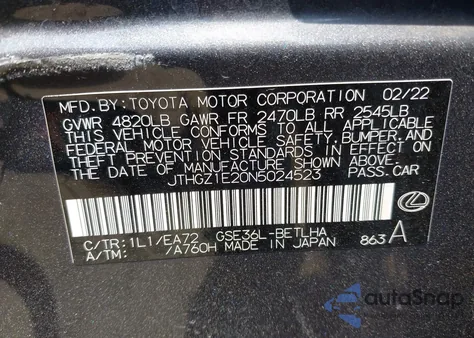 MFD. BY: TOYOTA MOTOR CORPORATION 02/22
GVWR 4820LB GAWR FR 2470LB RR 2545LB
THIS VEHICLE CONFORMS TO ALL APPLICABLE
FEDERAL MOTOR VEHICLE SAFETY, BUMPER, AND
THEFT PREVENTION STANDARDS IN EFFECT ON
THE DATE OF MANUFACTURE SHOWN ABOVE.
JTHGZ1E20N5024523 PASS. CAR
C/TR: 1L1/EA72 GSE36L-BETLHA
A/TM: /A760H MADE IN JAPAN 863 A
autoSnap